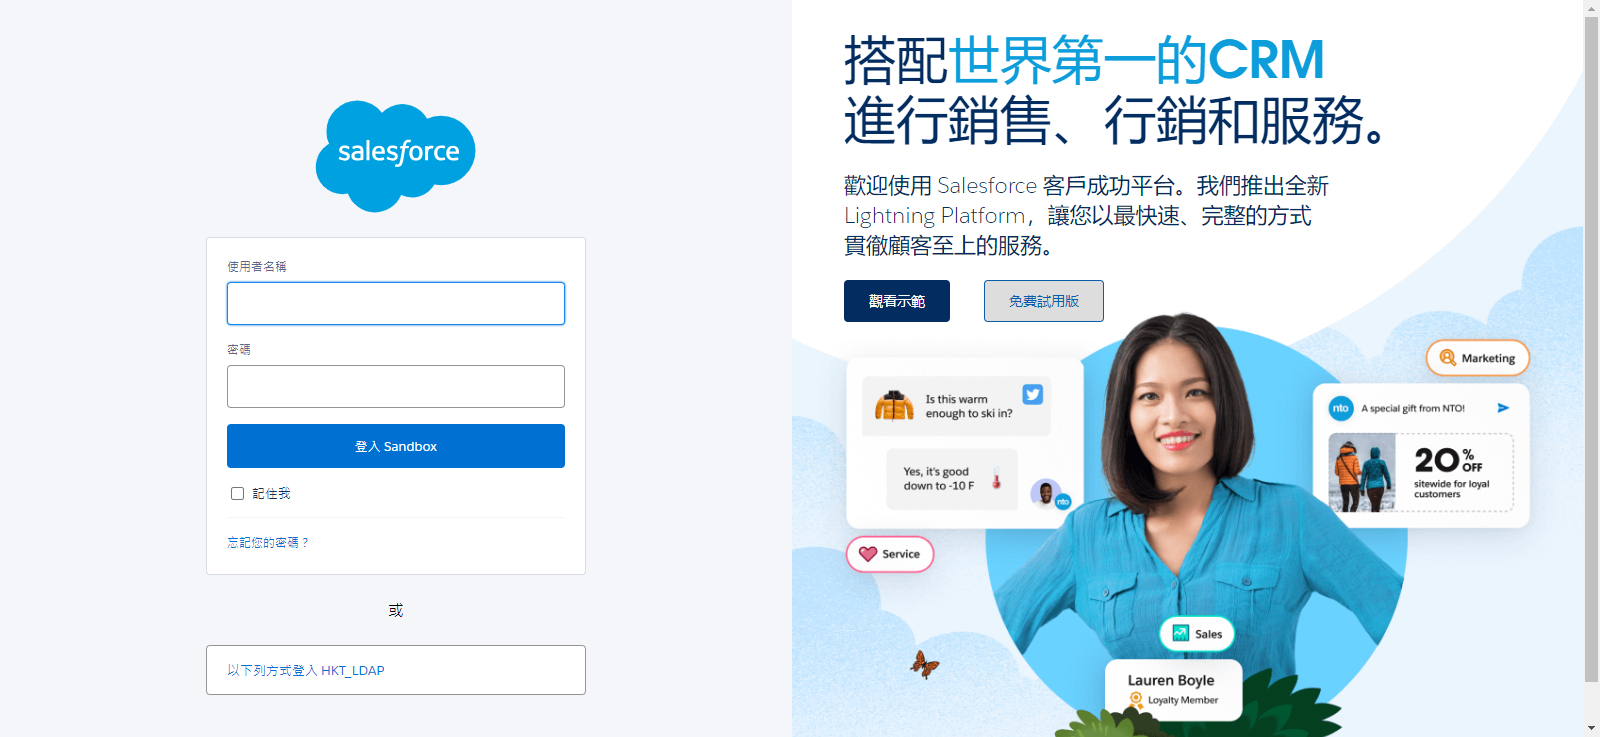 salesforce
使用者名稱
密碼
登入 Sandbox
記住我
忘記您的密碼？
或
以下列方式登入 HKT_LDAP
搭配世界第一的CRM
進行銷售、行銷和服務。
歡迎使用 Salesforce 客戶成功平台。我們推出全新
Lightning Platform，讓您以最快速、完整的方式
貫徹顧客至上的服務。
觀看示範
免費試用版
Is this warm
enough to ski in?
Yes, it's good
down to -10 F
nto
Service
Marketing
nto
A special gift from NTO!
20% OFF
sitewide for loyal
customers
Sales
Lauren Boyle
Loyalty Member